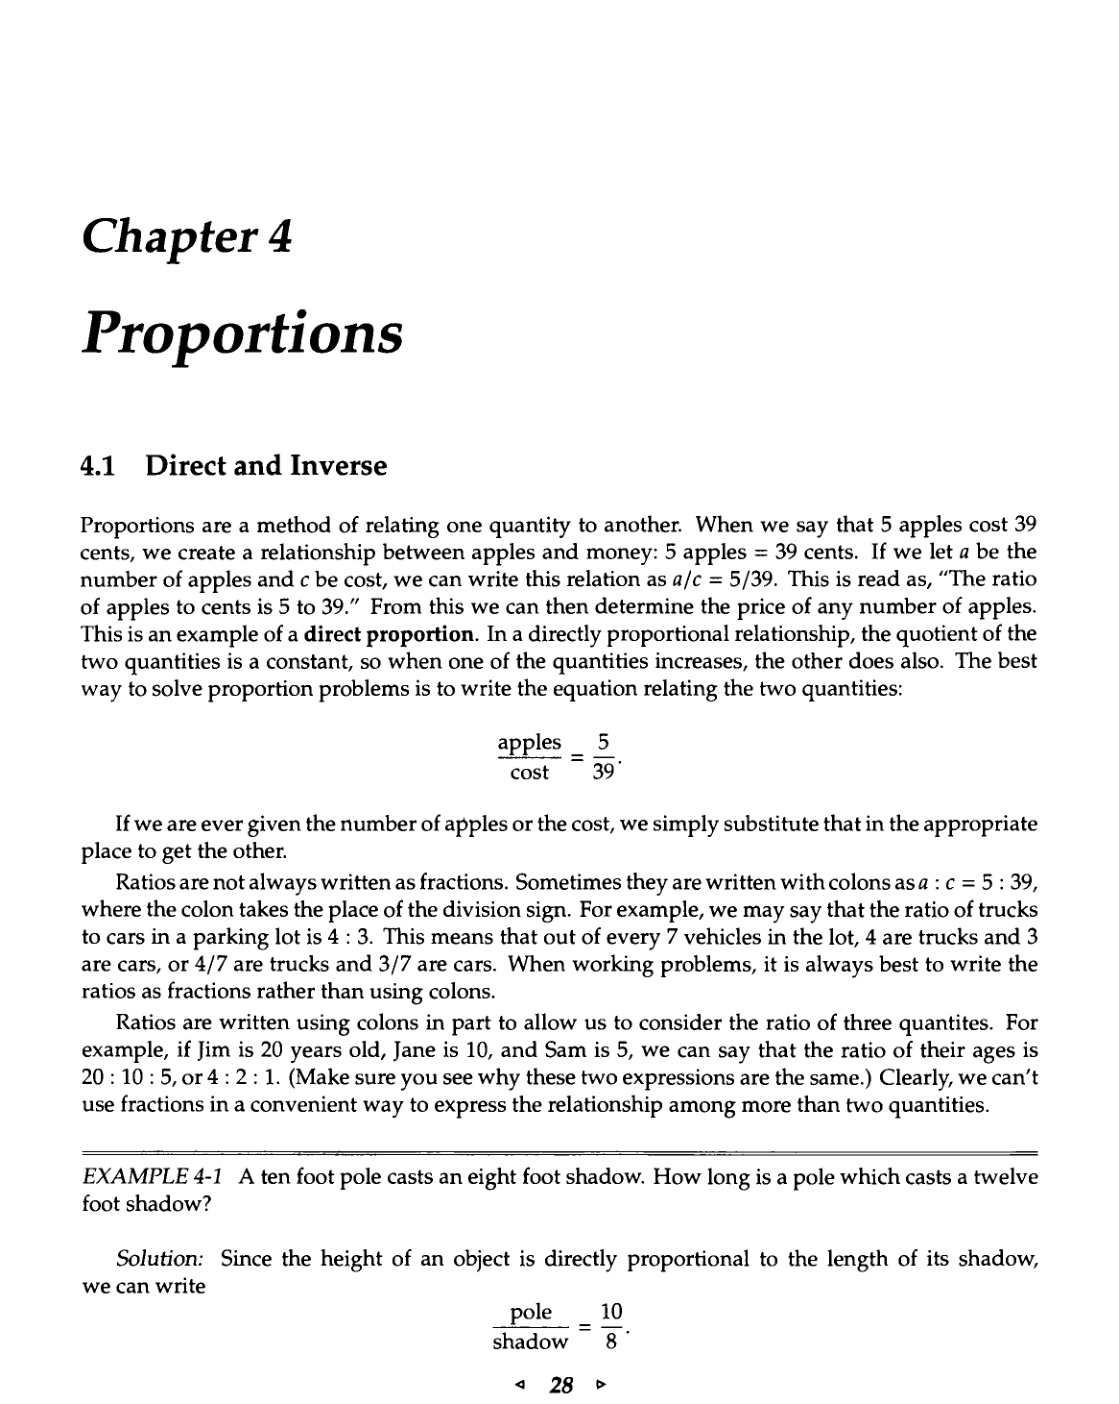 Chapter 4
Proportions
4.1 Direct and Inverse
Proportions are a method of relating one quantity to another. When we say that 5 apples cost 39
cents, we create a relationship between apples and money: 5 apples = 39 cents. If we let a be the
number of apples and c be cost, we can write this relation as a/c = 5/39. This is read as, "The ratio
of apples to cents is 5 to 39." From this we can then determine the price of any number of apples.
This is an example of a direct proportion. In a directly proportional relationship, the quotient of the
two quantities is a constant, so when one of the quantities increases, the other does also. The best
way to solve proportion problems is to write the equation relating the two quantities:
apples/cost = 5/39.
If we are ever given the number of apples or the cost, we simply substitute that in the appropriate
place to get the other.
Ratios are not always written as fractions. Sometimes they are written with colons as a : c = 5 : 39,
where the colon takes the place of the division sign. For example, we may say that the ratio of trucks
to cars in a parking lot is 4 : 3. This means that out of every 7 vehicles in the lot, 4 are trucks and 3
are cars, or 4/7 are trucks and 3/7 are cars. When working problems, it is always best to write the
ratios as fractions rather than using colons.
Ratios are written using colons in part to allow us to consider the ratio of three quantites. For
example, if Jim is 20 years old, Jane is 10, and Sam is 5, we can say that the ratio of their ages is
20 : 10 : 5, or 4 : 2 : 1. (Make sure you see why these two expressions are the same.) Clearly, we can't
use fractions in a convenient way to express the relationship among more than two quantities.
EXAMPLE 4-1 A ten foot pole casts an eight foot shadow. How long is a pole which casts a twelve
foot shadow?
Solution: Since the height of an object is directly proportional to the length of its shadow,
we can write
pole/shadow = 10/8.
◃ 28 ▹